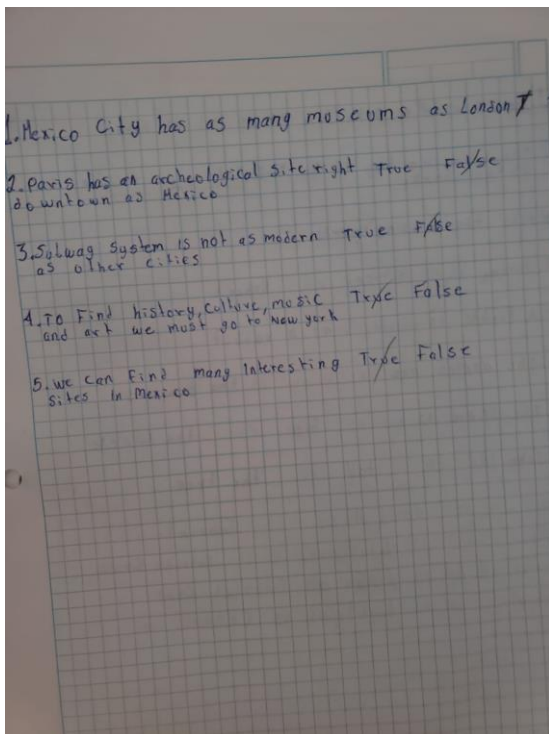 1. Mexico City has as many moseoms as London T
2. Paris has an archeological site right True False
downtown as Mexico
3. Subway System is not as modern True False
as other cities
4. To Find history, Culture, mosic True False
and art we must go to New york
5. we can Find many Interesting True False
sites In Mexico